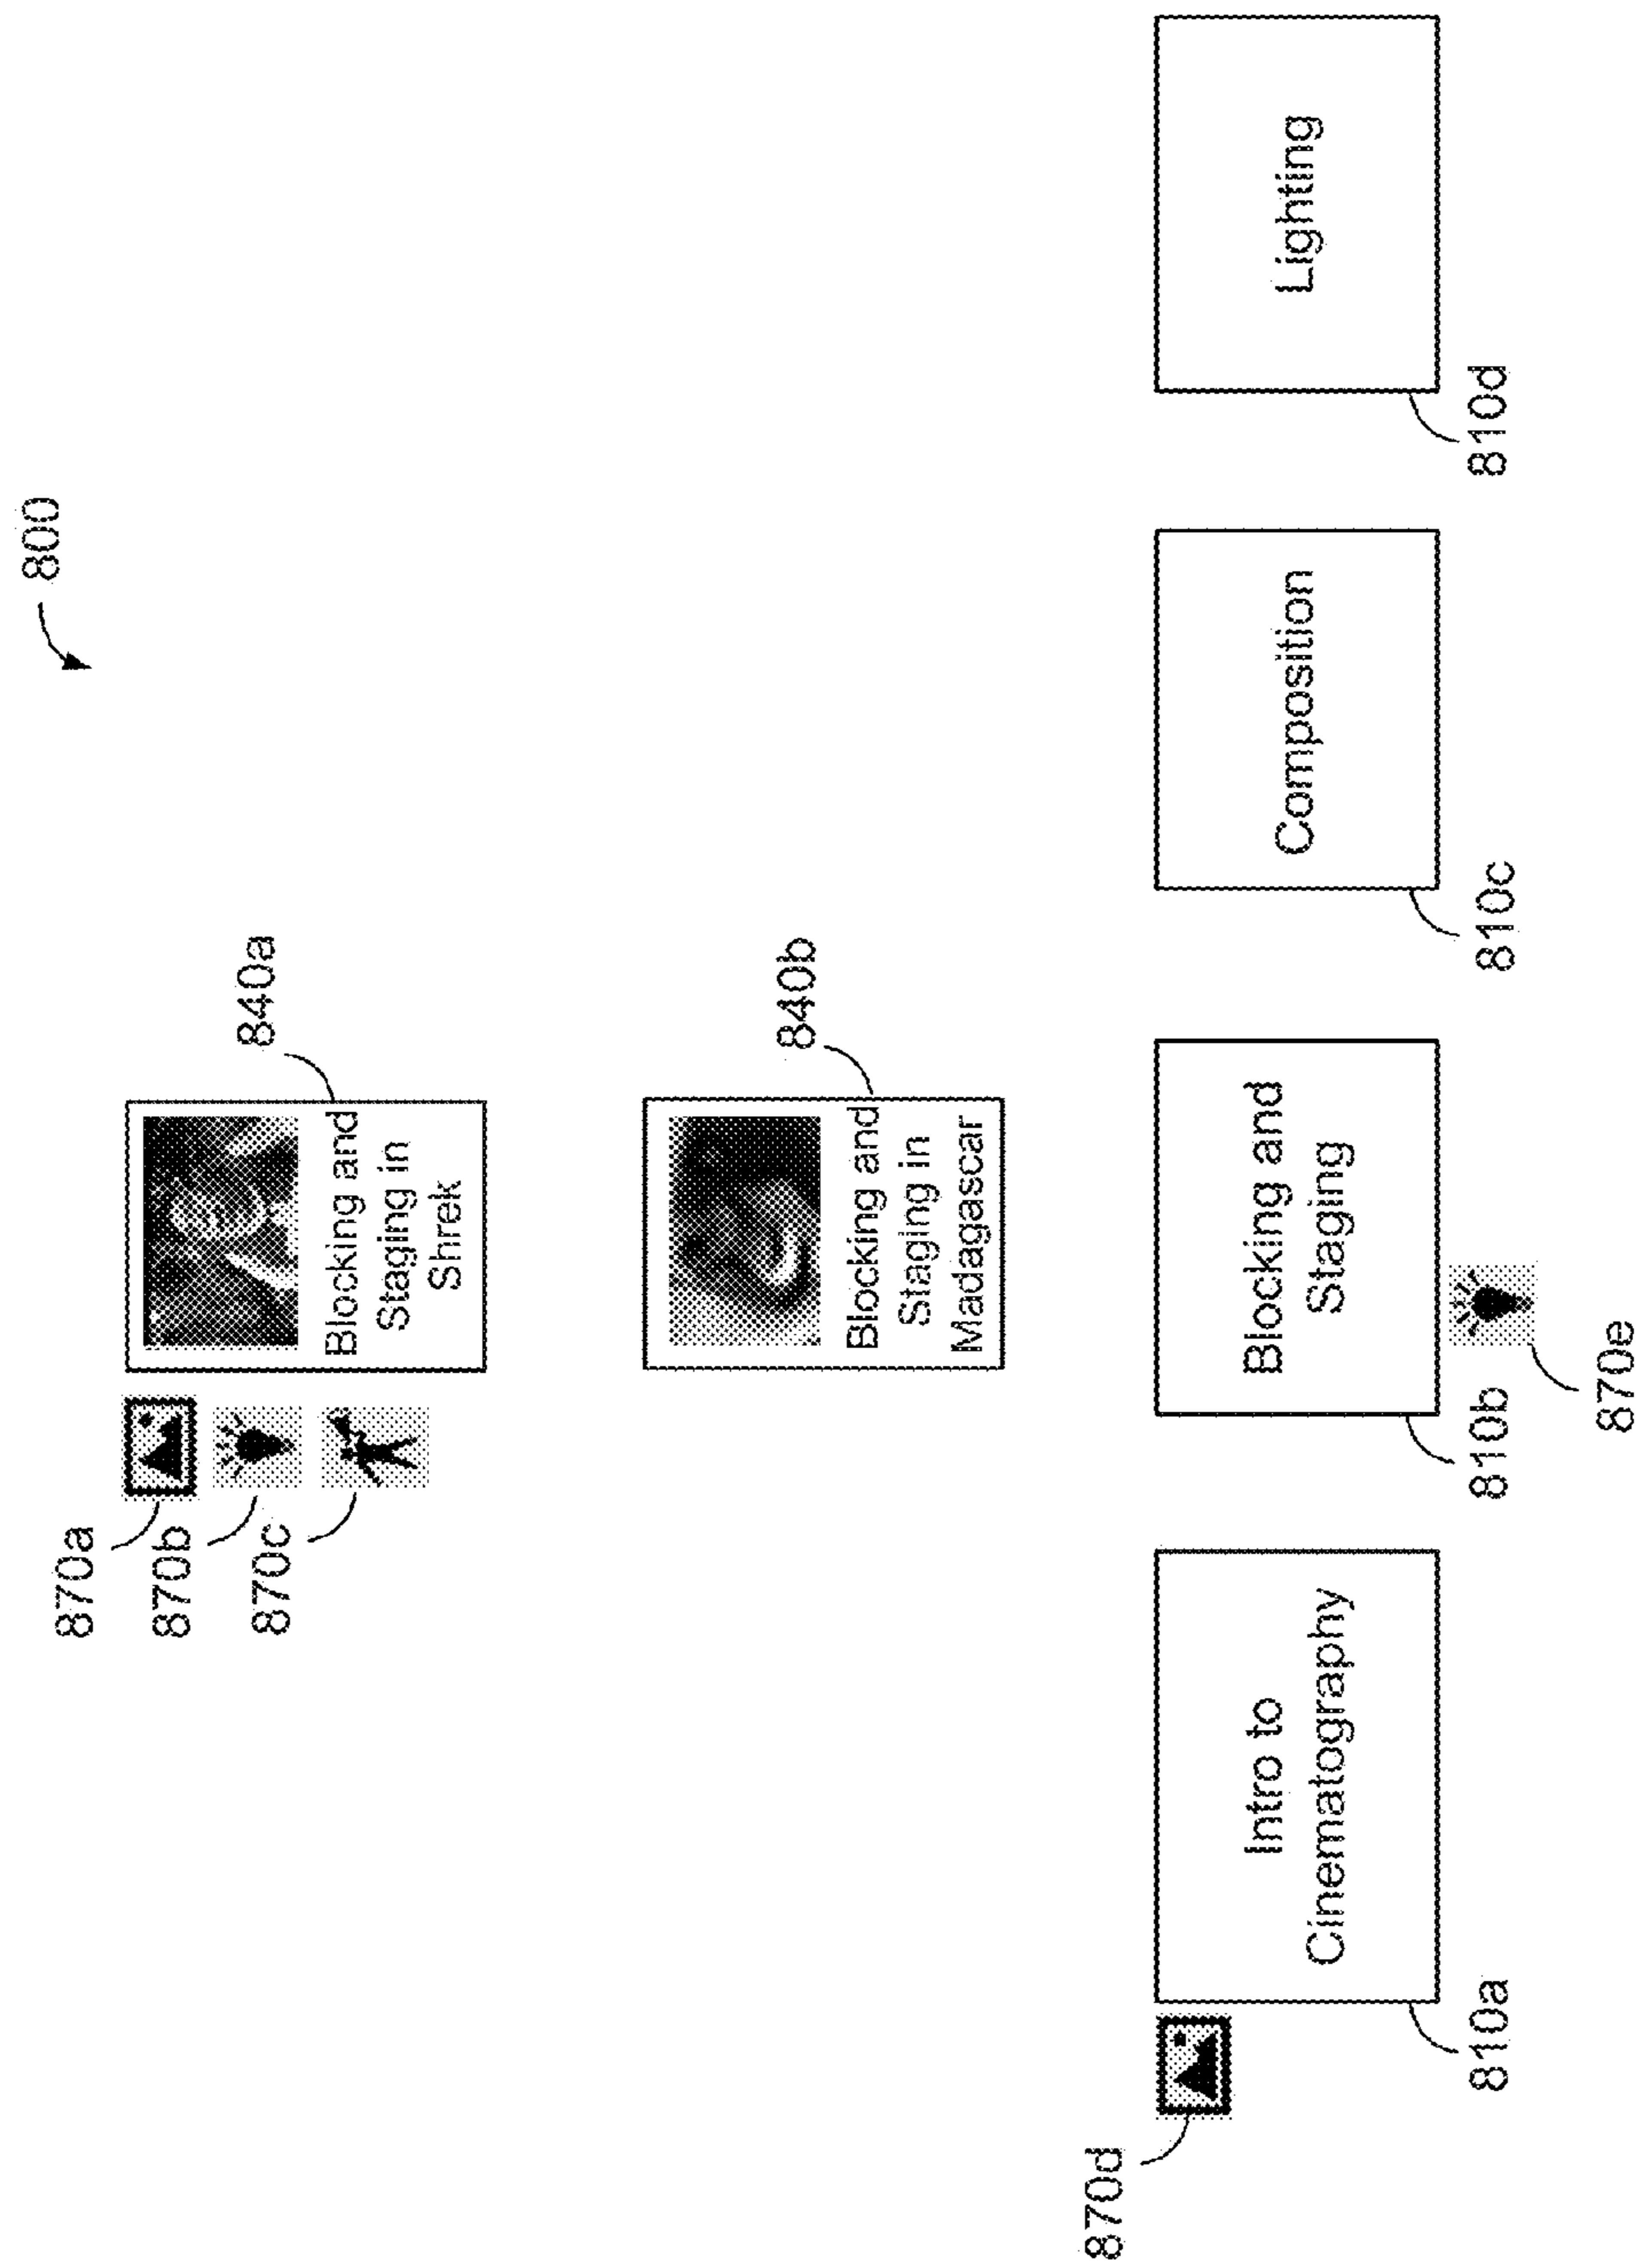 800
870a
870b
870c
840a
Blocking and
Staging in
Shrek
840b
Blocking and
Staging in
Madagascar
870d
Intro to
Cinematography
Blocking and
Staging
Composition
Lighting
810a
810b
870e
810c
810d